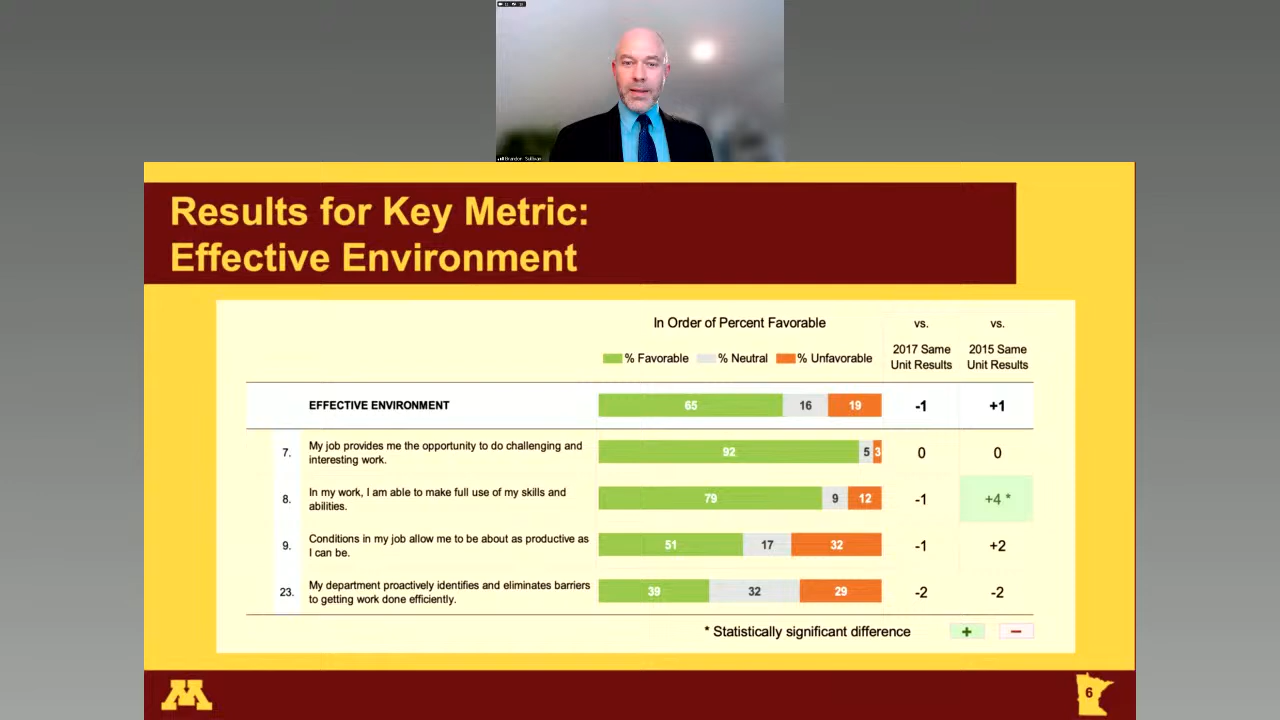 Brandon Sullivan
Results for Key Metric:
Effective Environment
In Order of Percent Favorable
vs.
2017 Same
Unit Results
vs.
2015 Same
Unit Results
% Favorable % Neutral % Unfavorable
EFFECTIVE ENVIRONMENT 65 16 19 -1 +1
7. My job provides me the opportunity to do challenging and
interesting work.
92 5 3 0 0
8. In my work, I am able to make full use of my skills and
abilities.
79 9 12 -1 +4 *
9. Conditions in my job allow me to be about as productive as
I can be.
51 17 32 -1 +2
23. My department proactively identifies and eliminates barriers
to getting work done efficiently.
39 32 29 -2 -2
* Statistically significant difference + −
M
6